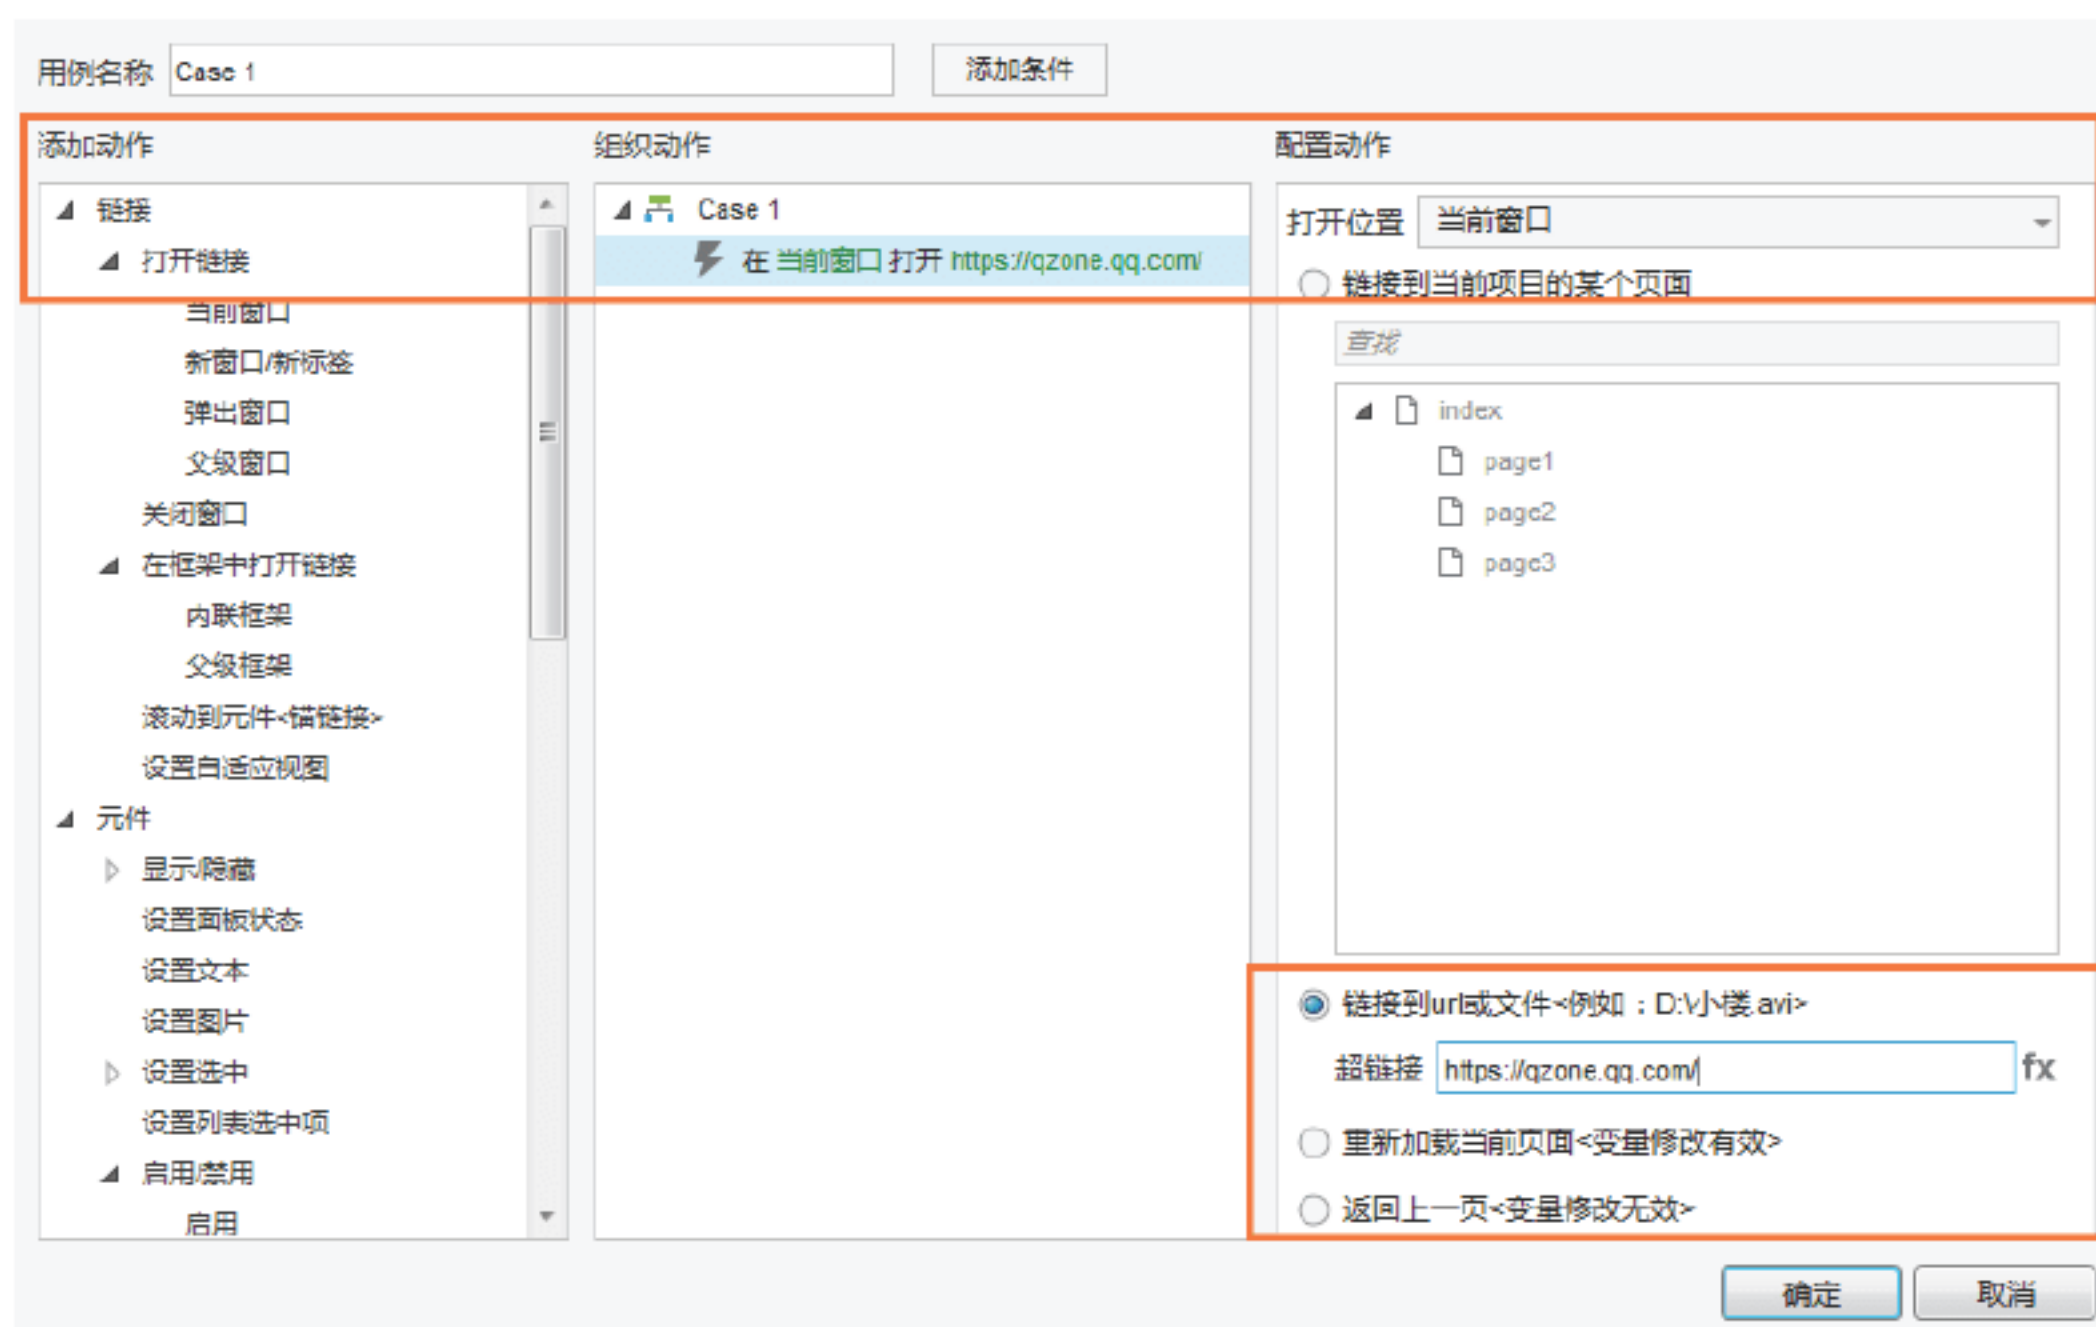 用例名称 Case 1 添加条件
添加动作
链接
打开链接
当前窗口
新窗口/新标签
弹出窗口
父级窗口
关闭窗口
在框架中打开链接
内联框架
父级框架
滚动到元件<锚链接>
设置自适应视图
元件
显示/隐藏
设置面板状态
设置文本
设置图片
设置选中
设置列表选中项
启用/禁用
启用
组织动作
Case 1
在 当前窗口 打开 https://qzone.qq.com/
配置动作
打开位置 当前窗口
链接到当前项目的某个页面
查找
index
page1
page2
page3
链接到url或文件<例如：D:\小楼.avi>
超链接 https://qzone.qq.com/ fx
重新加载当前页面<变量修改有效>
返回上一页<变量修改无效>
确定 取消